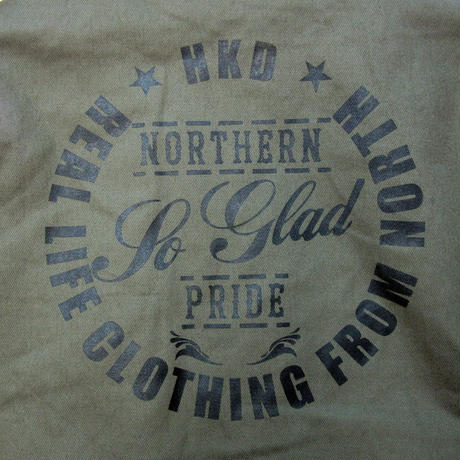 HKD
REAL LIFE CLOTHING FROM NORTH
NORTHERN
So Glad
PRIDE